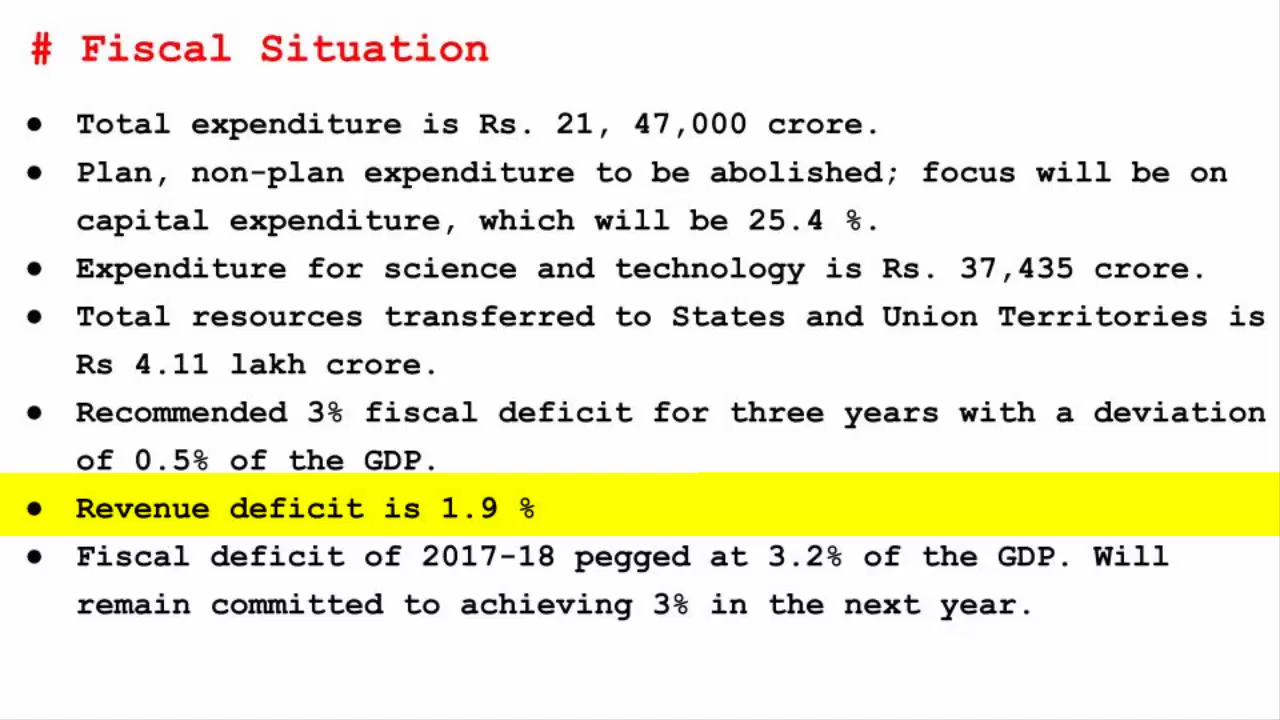 # Fiscal Situation
● Total expenditure is Rs. 21, 47,000 crore.
● Plan, non-plan expenditure to be abolished; focus will be on
capital expenditure, which will be 25.4 %.
● Expenditure for science and technology is Rs. 37,435 crore.
● Total resources transferred to States and Union Territories is
Rs 4.11 lakh crore.
● Recommended 3% fiscal deficit for three years with a deviation
of 0.5% of the GDP.
● Revenue deficit is 1.9 %
● Fiscal deficit of 2017-18 pegged at 3.2% of the GDP. Will
remain committed to achieving 3% in the next year.